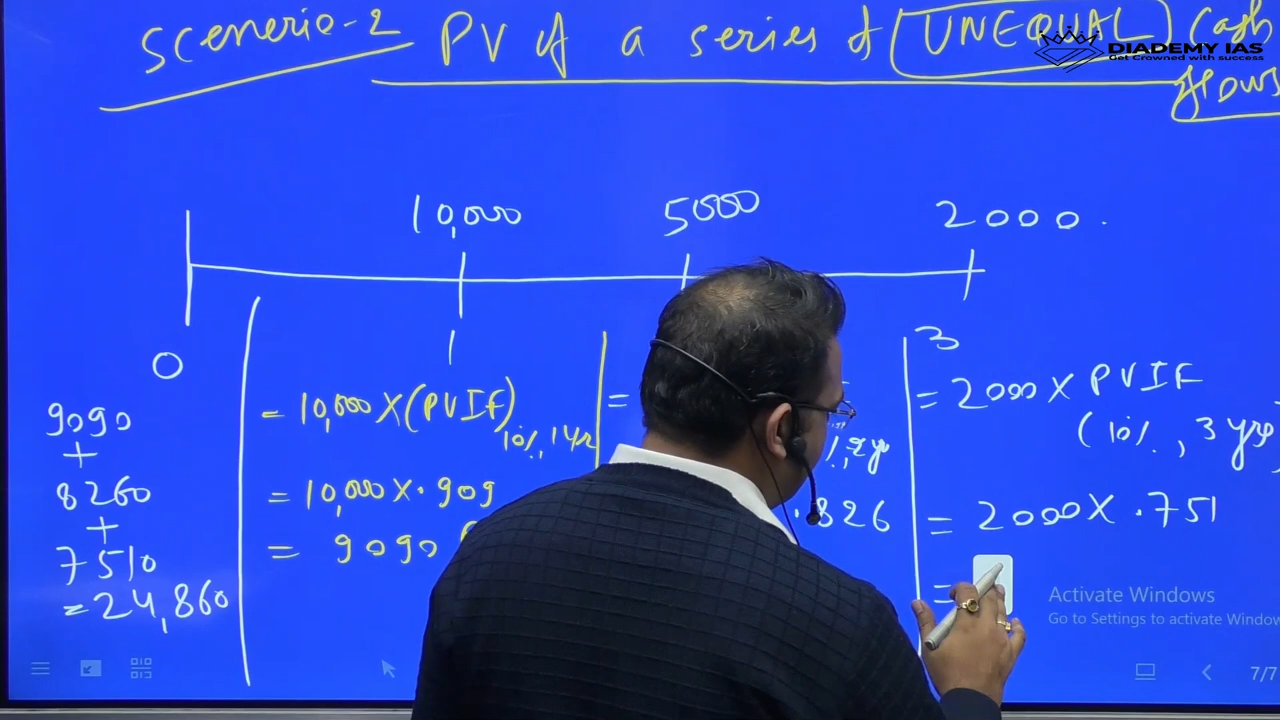 Scenerio-2 PV of a series of UNEQUAL Cash flows
DIADEMY IAS
Get Crowned with success
10,000 5000 2000
0 1 3
9090
+
8260
+
7510
= 24,860
= 10,000 X (PVIF) 10%, 1yr
= 10,000 X .909
= 9090
=
%, 2yr
.826
= 2000 X PVIF
(10%, 3 yrs)
= 2000 X .751
=
Activate Windows
Go to Settings to activate Window
7/7